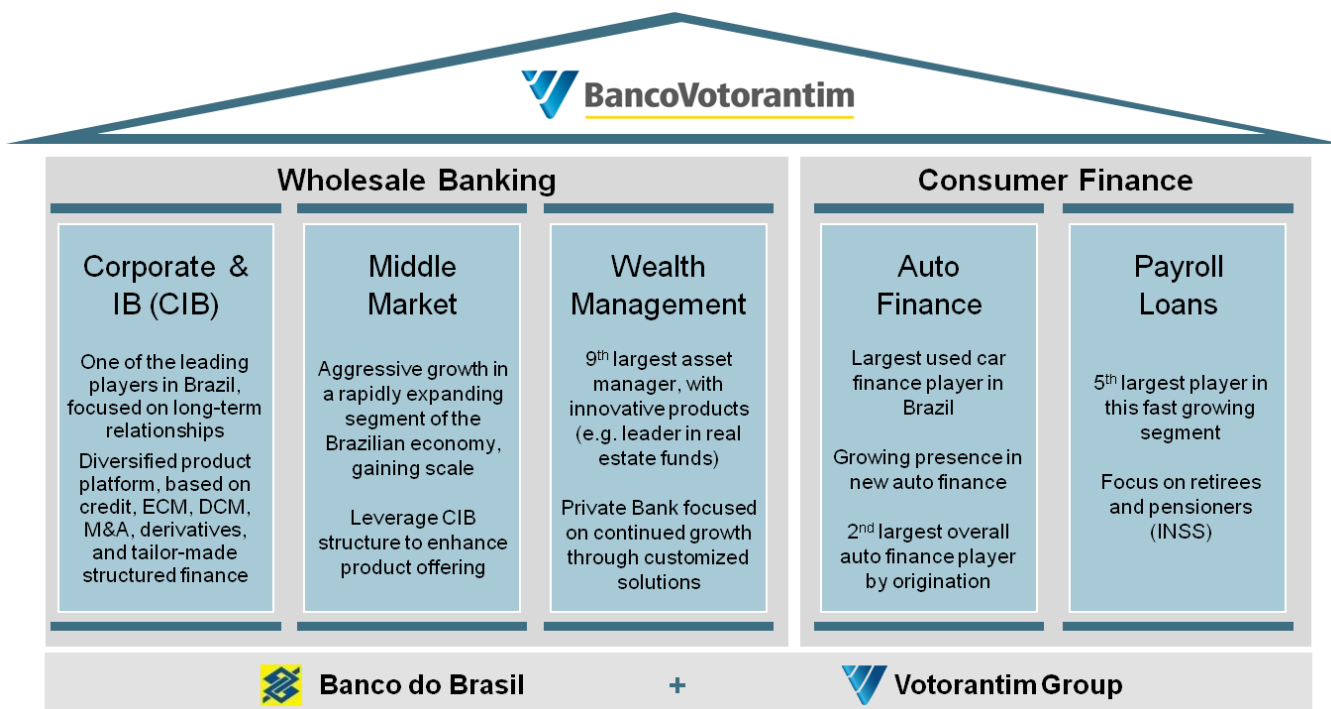 BancoVotorantim
Wholesale Banking
Corporate &
IB (CIB)
One of the leading
players in Brazil,
focused on long-term
relationships
Diversified product
platform, based on
credit, ECM, DCM,
M&A, derivatives,
and tailor-made
structured finance
Middle
Market
Aggressive growth in
a rapidly expanding
segment of the
Brazilian economy,
gaining scale
Leverage CIB
structure to enhance
product offering
Wealth
Management
9th largest asset
manager, with
innovative products
(e.g. leader in real
estate funds)
Private Bank focused
on continued growth
through customized
solutions
Consumer Finance
Auto
Finance
Largest used car
finance player in
Brazil
Growing presence in
new auto finance
2nd largest overall
auto finance player
by origination
Payroll
Loans
5th largest player in
this fast growing
segment
Focus on retirees
and pensioners
(INSS)
Banco do Brasil + Votorantim Group